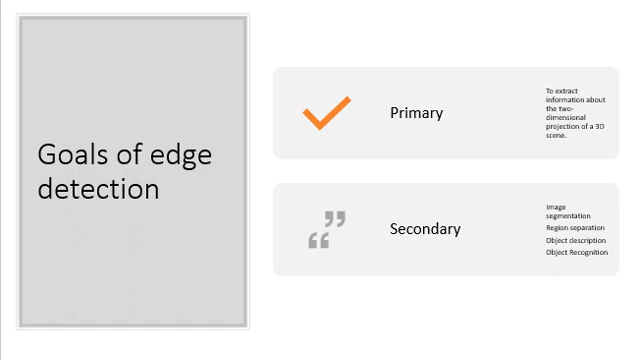 Goals of edge
detection
Primary
To extract
information about
the two-
dimensional
projection of a 3D
scene.
Secondary
Image
segmentation
Region separation
Object description
Object Recognition